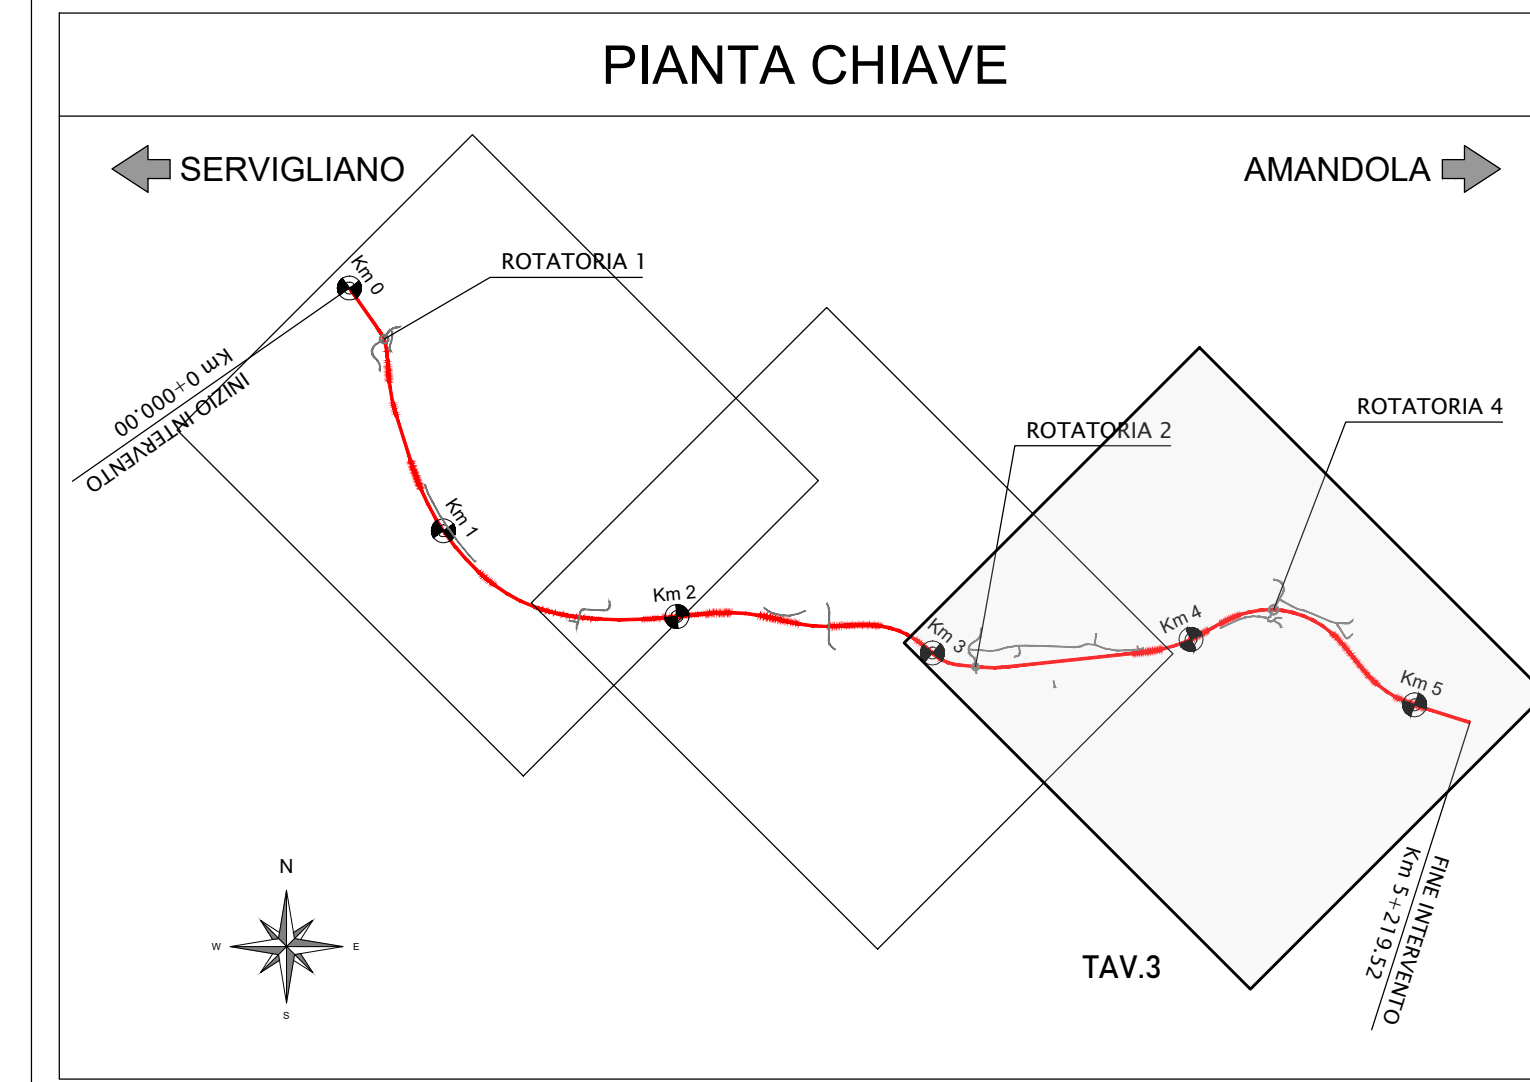 PIANTA CHIAVE
SERVIGLIANO
AMANDOLA
Km 0
ROTATORIA 1
Km 0+000.00
INIZIO INTERVENTO
ROTATORIA 4
ROTATORIA 2
Km 1
Km 2
Km 3
Km 4
Km 5
N
W
E
S
TAV.3
FINE INTERVENTO
Km 5+219.52